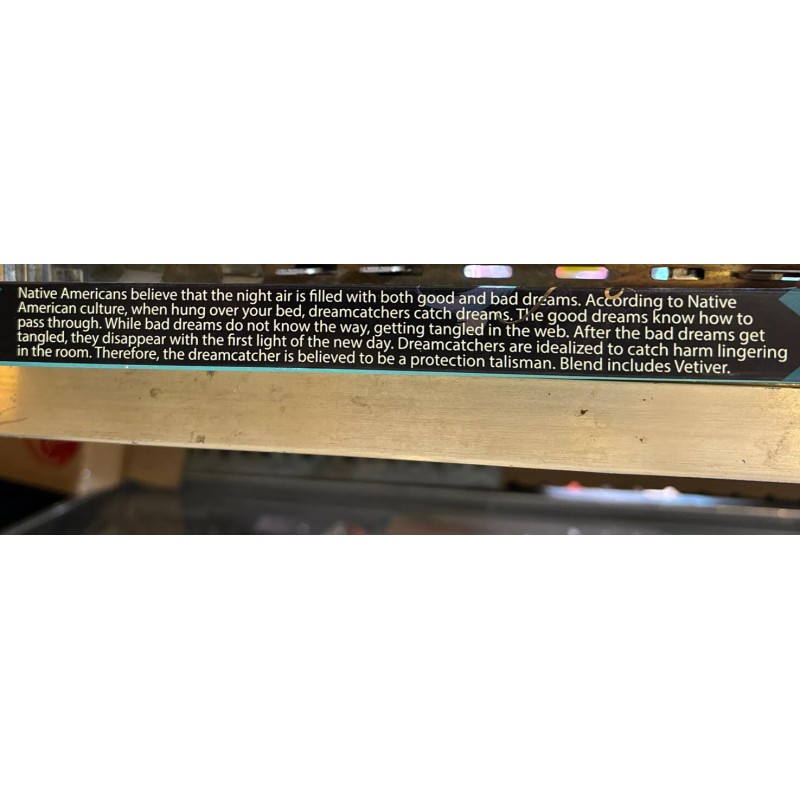 Native Americans believe that the night air is filled with both good and bad dreams. According to Native
American culture, when hung over your bed, dreamcatchers catch dreams. The good dreams know how to
pass through. While bad dreams do not know the way, getting tangled in the web. After the bad dreams get
tangled, they disappear with the first light of the new day. Dreamcatchers are idealized to catch harm lingering
in the room. Therefore, the dreamcatcher is believed to be a protection talisman. Blend includes Vetiver.